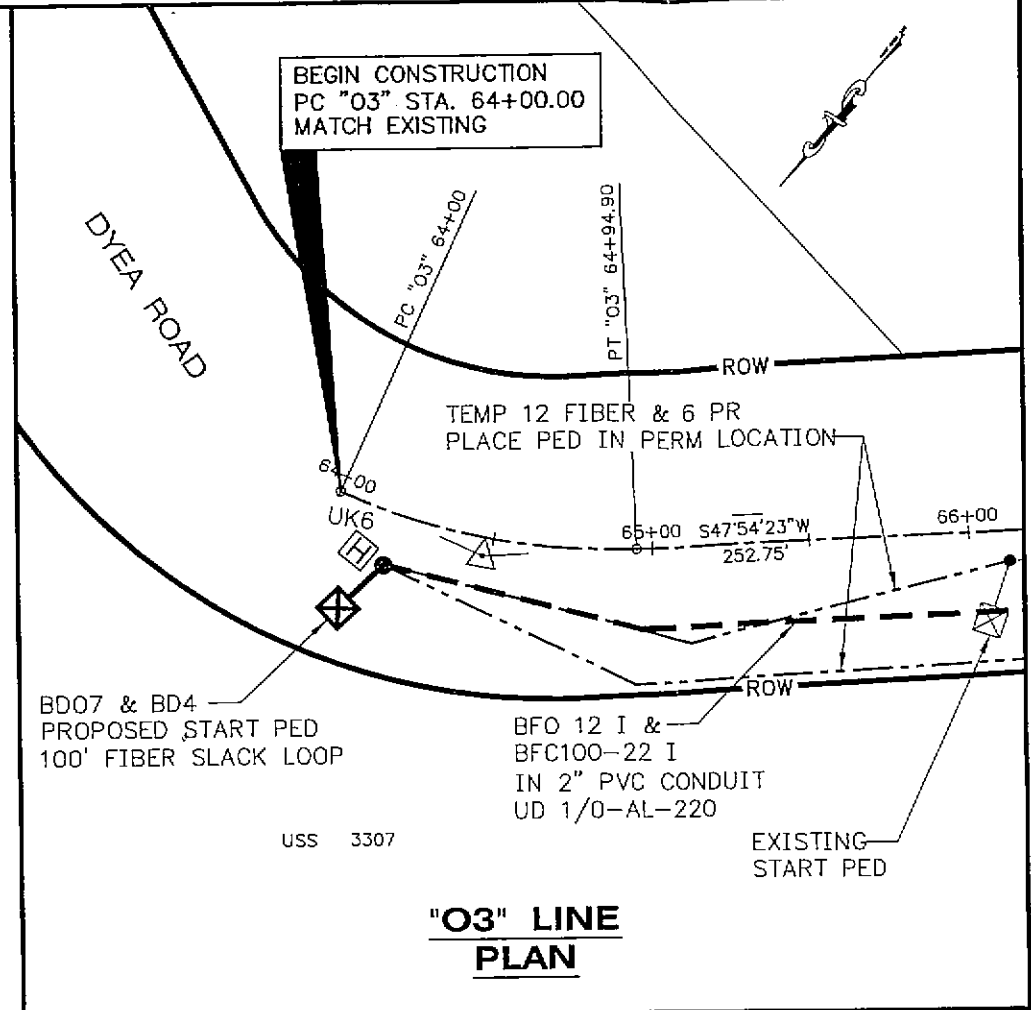 BEGIN CONSTRUCTION
PC "O3" STA. 64+00.00
MATCH EXISTING
DYEA ROAD
PC "O3" 64+00
PT "O3" 64+94.90
ROW
TEMP 12 FIBER & 6 PR
PLACE PED IN PERM LOCATION
64+00
UK6
H
65+00
S47°54'23"W
252.75'
66+00
ROW
BD07 & BD4
PROPOSED START PED
100' FIBER SLACK LOOP
BFO 12 I &
BFC100-22 I
IN 2" PVC CONDUIT
UD 1/0-AL-220
EXISTING
START PED
USS 3307
"O3" LINE
PLAN